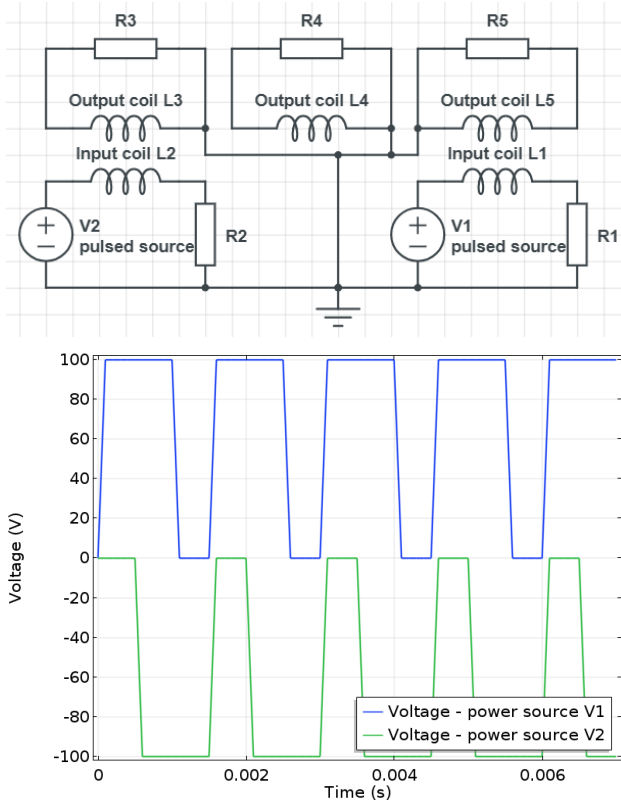 R3
R4
R5
Output coil L3
Output coil L4
Output coil L5
Input coil L2
Input coil L1
V2
pulsed source
R2
V1
pulsed source
R1
100
80
60
40
20
0
-20
-40
-60
-80
-100
Voltage (V)
Voltage - power source V1
Voltage - power source V2
0
0.002
0.004
0.006
Time (s)